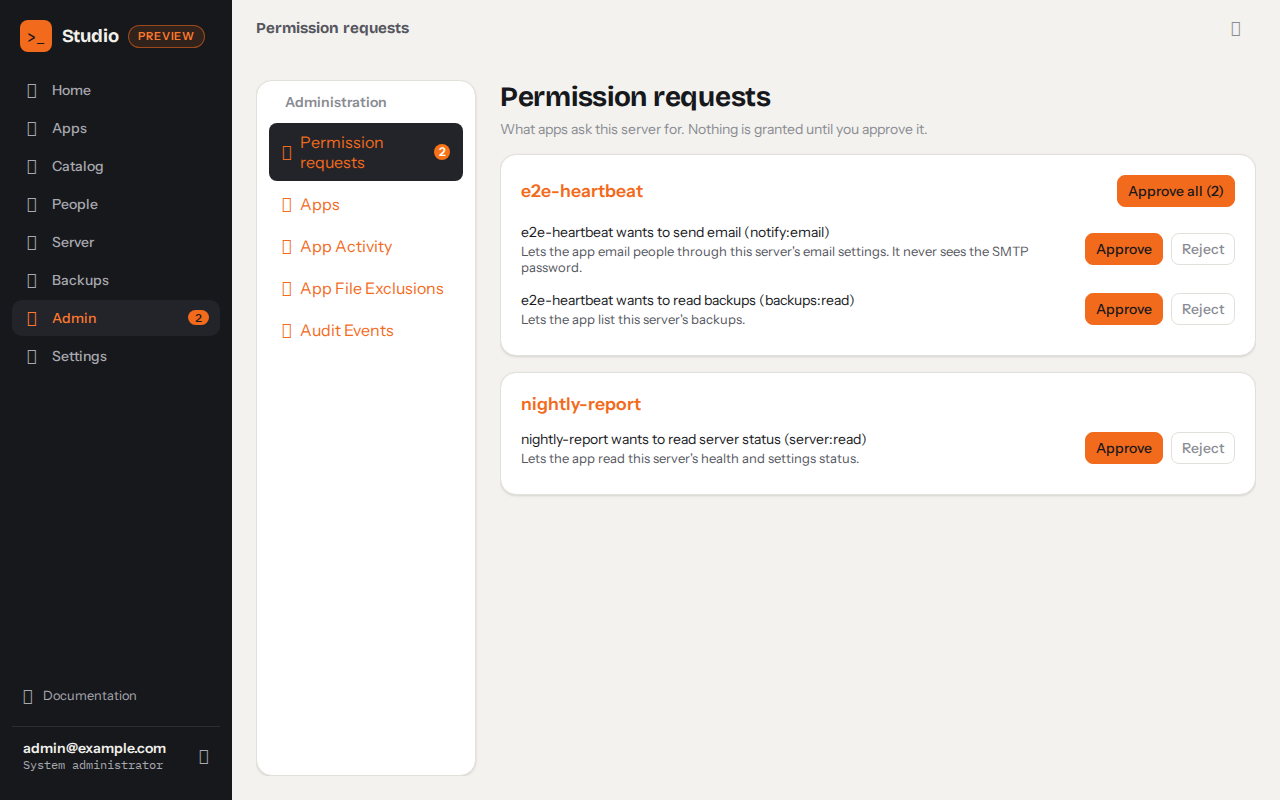 >_ Studio PREVIEW
Home
Apps
Catalog
People
Server
Backups
Admin 2
Settings
Documentation
admin@example.com
System administrator
Permission requests
Administration
Permission
requests 2
Apps
App Activity
App File Exclusions
Audit Events
Permission requests
What apps ask this server for. Nothing is granted until you approve it.
e2e-heartbeat Approve all (2)
e2e-heartbeat wants to send email (notify:email)
Lets the app email people through this server's email settings. It never sees the SMTP
password.
Approve Reject
e2e-heartbeat wants to read backups (backups:read)
Lets the app list this server's backups.
Approve Reject
nightly-report
nightly-report wants to read server status (server:read)
Lets the app read this server's health and settings status.
Approve Reject